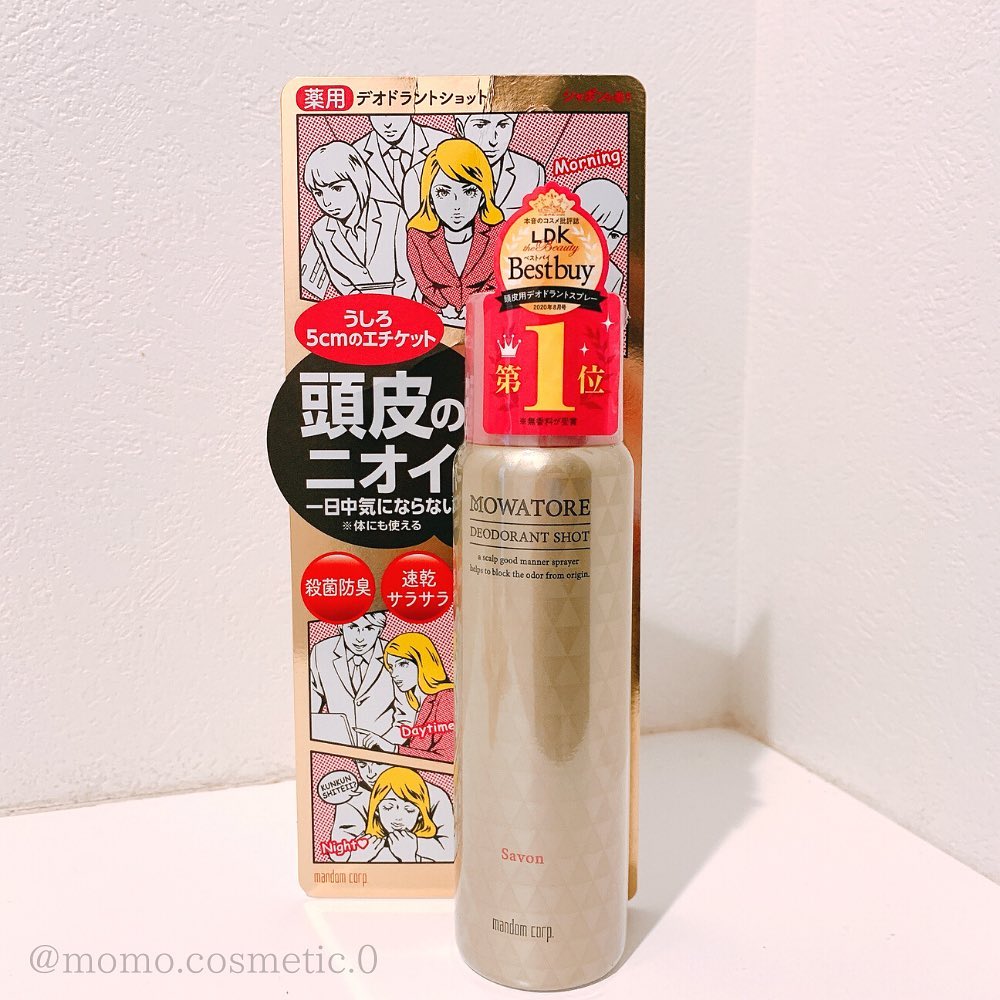 薬用 デオドラントショット
シャボンの香り
Morning
本音のコスメ批評誌
LDK
the Beauty
ベストバイ
Bestbuy
頭皮用デオドラントスプレー
2020年8月号
第1位
※無香料が受賞
うしろ
5cmのエチケット
頭皮の
ニオイ
一日中気にならない
※体にも使える
殺菌防臭
速乾
サラサラ
MOWATORE
DEODORANT SHOT
a scalp good manner sprayer
helps to block the odor from origin.
Daytime
KUNKUN
SHITEII?
Night♥
mandom corp.
Savon
mandom corp.
@momo.cosmetic.0